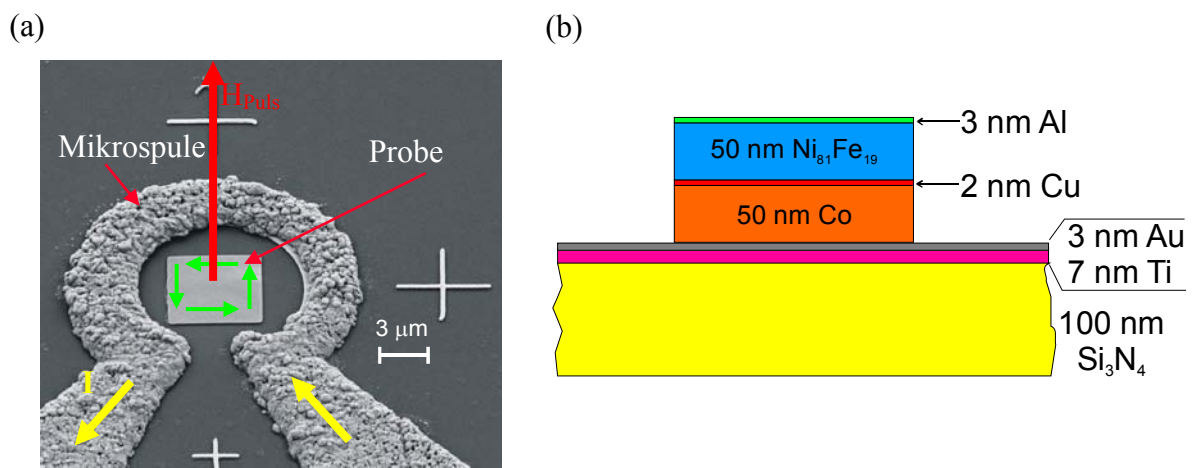 (a)
H_Puls
Mikrospule
Probe
3 μm
I
(b)
3 nm Al
50 nm Ni₈₁Fe₁₉
2 nm Cu
50 nm Co
3 nm Au
7 nm Ti
100 nm
Si₃N₄